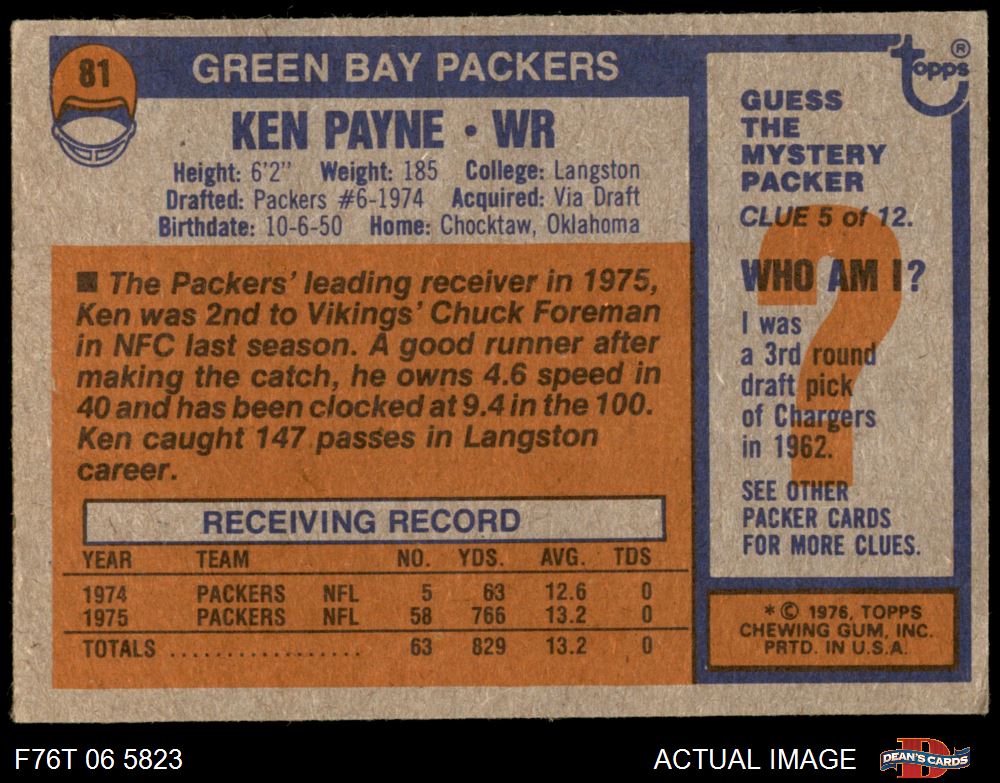 81
GREEN BAY PACKERS
KEN PAYNE • WR
Height: 6'2" Weight: 185 College: Langston
Drafted: Packers #6-1974 Acquired: Via Draft
Birthdate: 10-6-50 Home: Chocktaw, Oklahoma
■ The Packers' leading receiver in 1975,
Ken was 2nd to Vikings' Chuck Foreman
in NFC last season. A good runner after
making the catch, he owns 4.6 speed in
40 and has been clocked at 9.4 in the 100.
Ken caught 147 passes in Langston
career.
RECEIVING RECORD
YEAR TEAM NO. YDS. AVG. TDS
1974 PACKERS NFL 5 63 12.6 0
1975 PACKERS NFL 58 766 13.2 0
TOTALS .................... 63 829 13.2 0
topps ®
GUESS
THE
MYSTERY
PACKER
CLUE 5 of 12.
?
WHO AM I?
I was
a 3rd round
draft pick
of Chargers
in 1962.
SEE OTHER
PACKER CARDS
FOR MORE CLUES.
* © 1976, TOPPS
CHEWING GUM, INC.
PRTD. IN U.S.A.
F76T 06 5823
ACTUAL IMAGE
D
DEAN'S CARDS